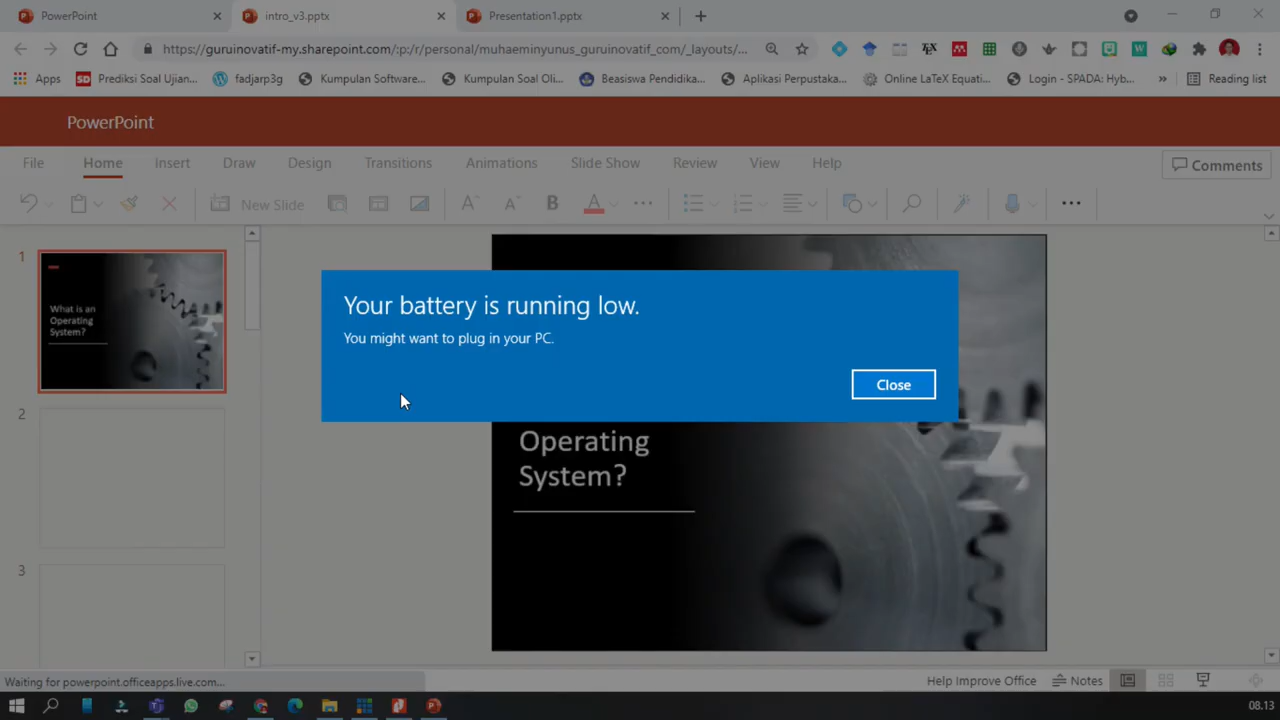 PowerPoint
intro_v3.pptx
Presentation1.pptx
https://guruinovatif-my.sharepoint.com/:p:/r/personal/muhaeminyunus_guruinovatif_com/_layouts/...
Apps
Prediksi Soal Ujian...
fadjarp3g
Kumpulan Software...
Kumpulan Soal Oli...
Beasiswa Pendidika...
Aplikasi Perpustaka...
Online LaTeX Equati...
Login - SPADA: Hyb...
Reading list
PowerPoint
File
Home
Insert
Draw
Design
Transitions
Animations
Slide Show
Review
View
Help
Comments
New Slide
1
What is an
Operating
System?
2
3
Your battery is running low.
You might want to plug in your PC.
Close
Operating
System?
Waiting for powerpoint.officeapps.live.com...
Help Improve Office
Notes
08.13